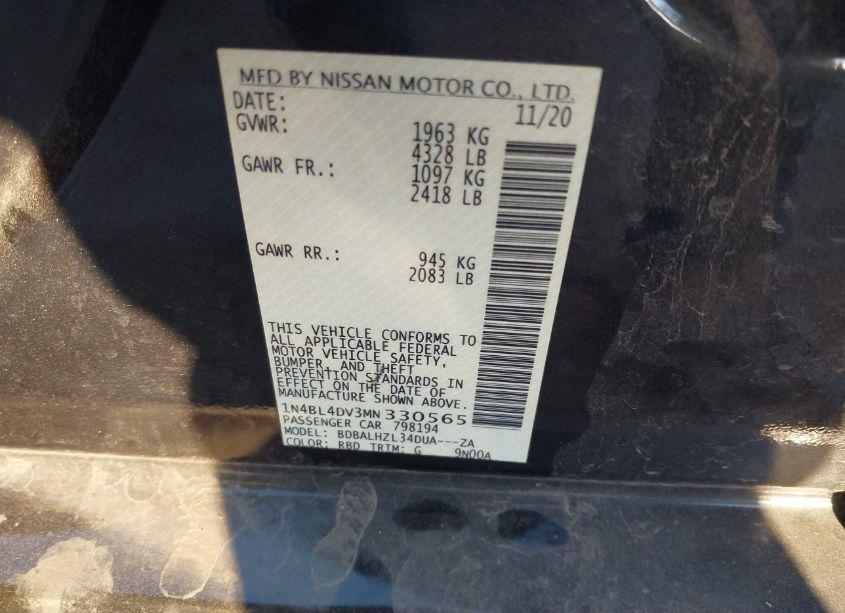 MFD BY NISSAN MOTOR CO., LTD.
DATE: 11/20
GVWR: 1963 KG
4328 LB
GAWR FR.: 1097 KG
2418 LB
GAWR RR.: 945 KG
2083 LB
THIS VEHICLE CONFORMS TO
ALL APPLICABLE FEDERAL
MOTOR VEHICLE SAFETY,
BUMPER, AND THEFT
PREVENTION STANDARDS IN
EFFECT ON THE DATE OF
MANUFACTURE SHOWN ABOVE.
1N4BL4DV3MN330565
PASSENGER CAR 798194
MODEL: BDBALHZL34DUA---ZA
COLOR: RBD TRIM: G 9N00A